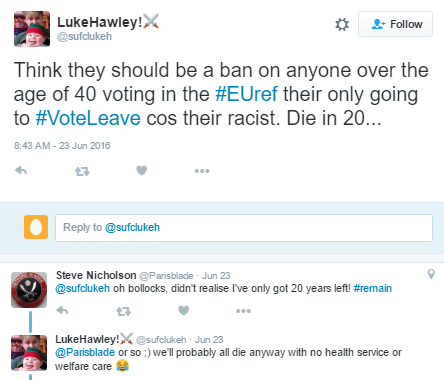 LukeHawley!⚔
@sufclukeh
Follow
Think they should be a ban on anyone over the
age of 40 voting in the #EUref their only going
to #VoteLeave cos their racist. Die in 20...
8:43 AM - 23 Jun 2016
Reply to @sufclukeh
Steve Nicholson @Parisblade · Jun 23
@sufclukeh oh bollocks, didn't realise I've only got 20 years left! #remain
LukeHawley!⚔ @sufclukeh · Jun 23
@Parisblade or so ;) we'll probably all die anyway with no health service or
welfare care 😂